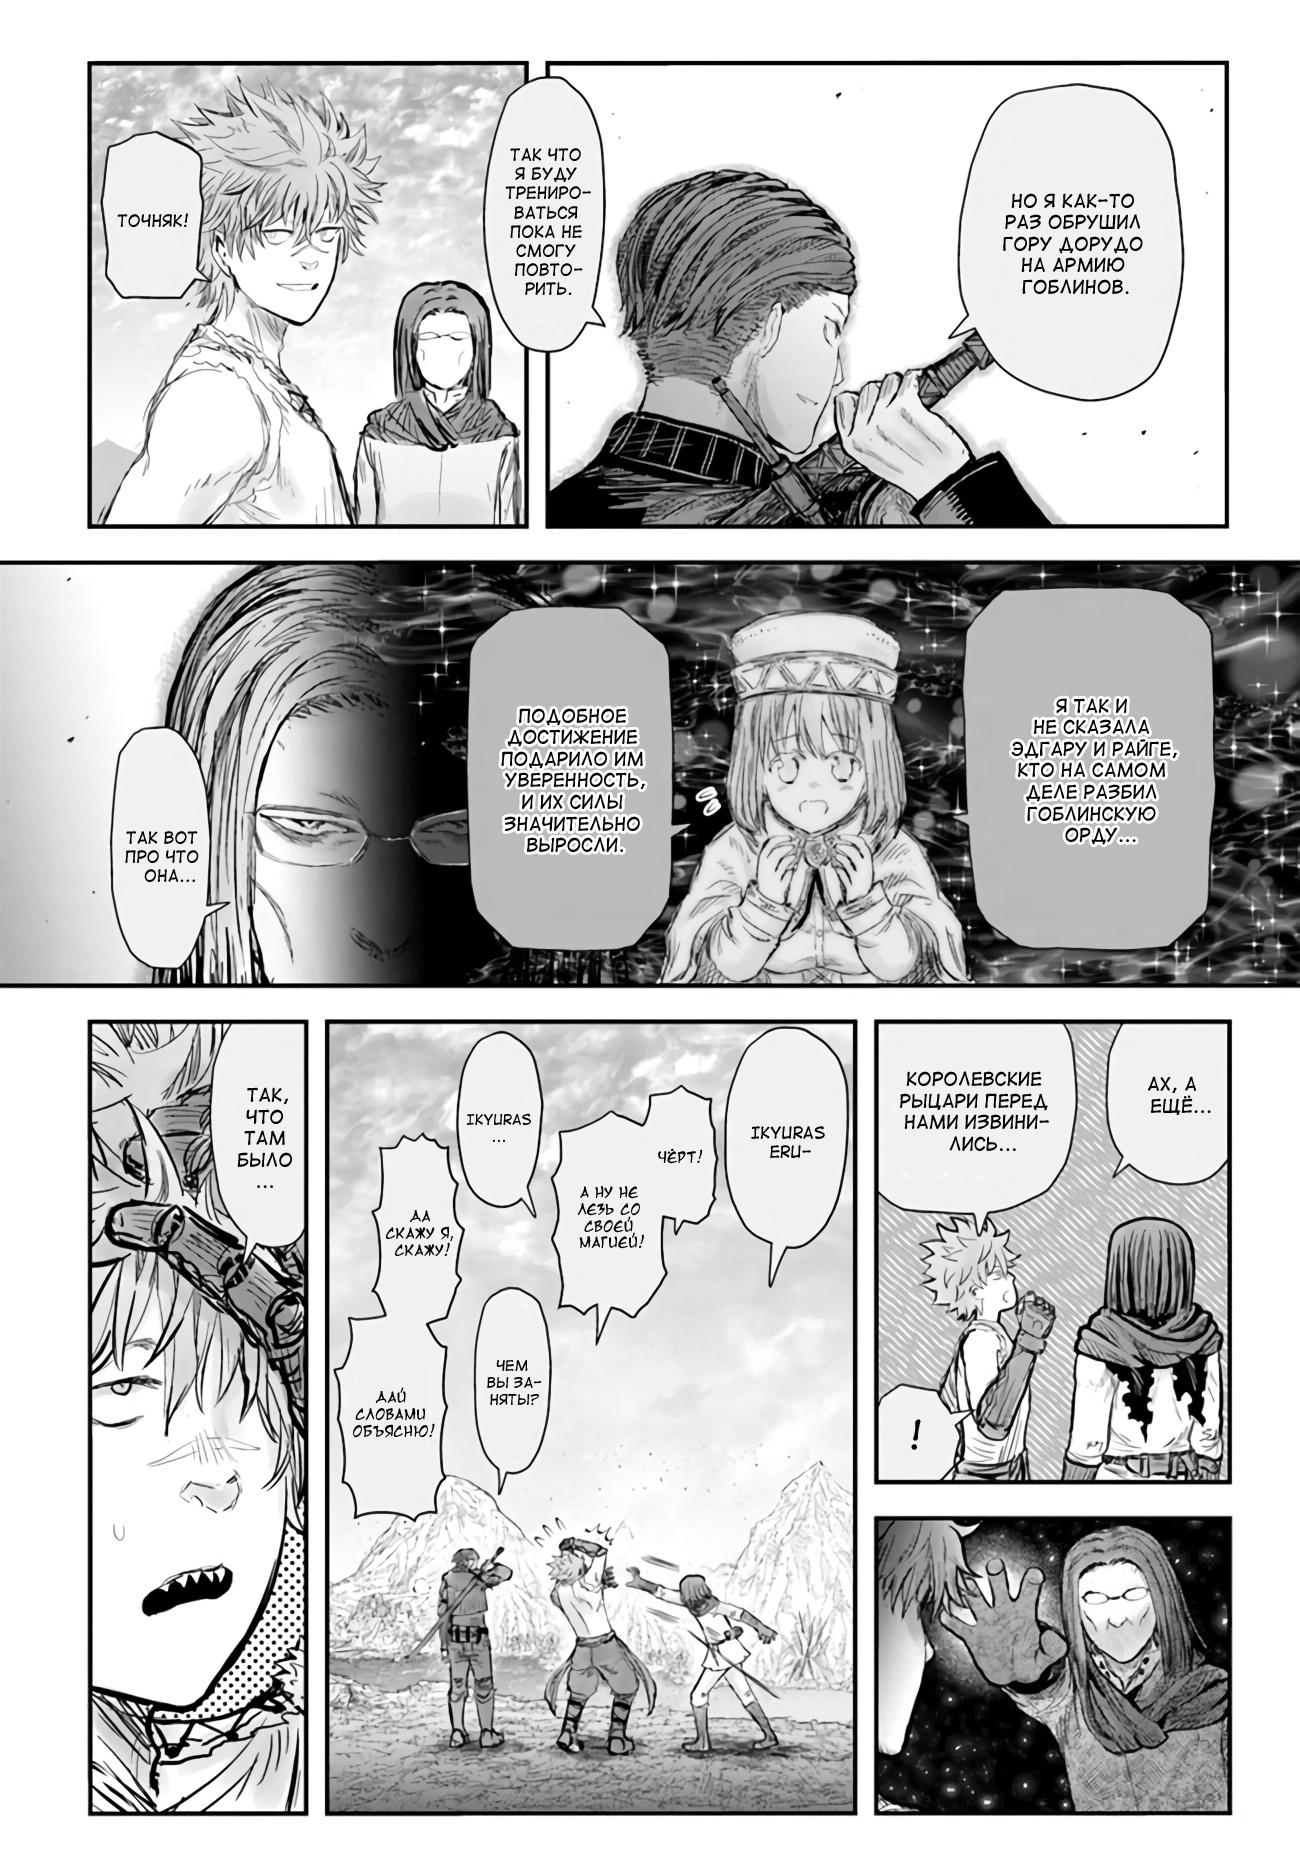 НО Я КАК-ТО
РАЗ ОБРУШИЛ
ГОРУ ДОРУДО
НА АРМИЮ
ГОБЛИНОВ.
ТАК ЧТО
Я БУДУ
ТРЕНИРО-
ВАТЬСЯ
ПОКА НЕ
СМОГУ
ПОВТО-
РИТЬ.
ТОЧНЯК!
Я ТАК И
НЕ СКАЗАЛА
ЭДГАРУ И РАЙГЕ,
КТО НА САМОМ
ДЕЛЕ РАЗБИЛ
ГОБЛИНСКУЮ
ОРДУ...
ПОДОБНОЕ
ДОСТИЖЕНИЕ
ПОДАРИЛО ИМ
УВЕРЕННОСТЬ,
И ИХ СИЛЫ
ЗНАЧИТЕЛЬНО
ВЫРОСЛИ.
ТАК ВОТ
ПРО ЧТО
ОНА...
АХ, А
ЕЩЁ...
КОРОЛЕВСКИЕ
РЫЦАРИ ПЕРЕД
НАМИ ИЗВИНИ-
ЛИСЬ...
!
IKYURAS
ERU-
ЧЁРТ!
А НУ НЕ
ЛЕЗЬ СО
СВОЕЙ
МАГИЕЙ!
IKYURAS
...
ДА
СКАЖУ Я,
СКАЖУ!
ЧЕМ
ВЫ ЗА-
НЯТЫ?
ДАЙ
СЛОВАМИ
ОБЪЯСНЮ!
ТАК,
ЧТО
ТАМ
БЫЛО
...